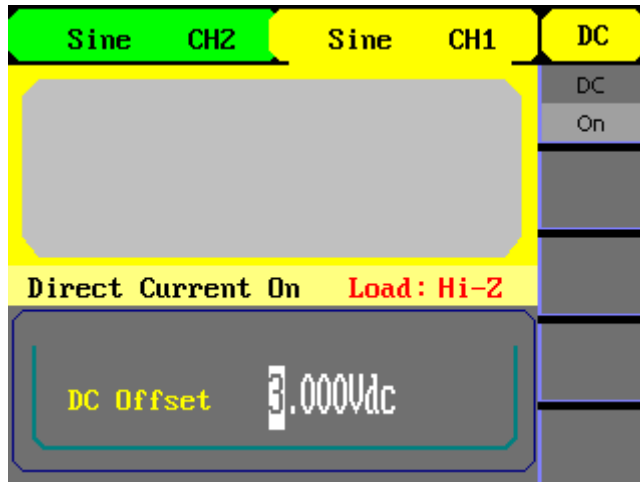 Sine CH2 Sine CH1 DC
DC
On
Direct Current On Load: Hi-Z
DC Offset 3.000Vdc